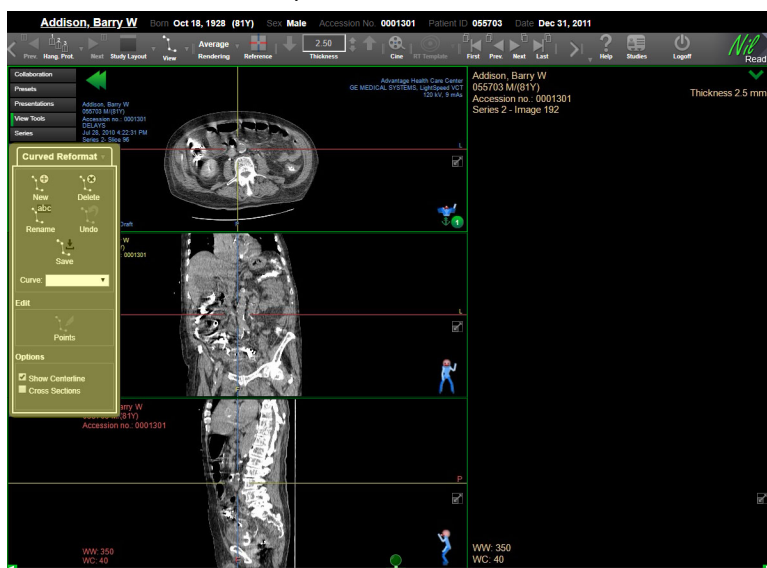 Addison, Barry W Born Oct 18, 1928 (81Y) Sex Male Accession No. 0001301 Patient ID 055703 Date Dec 31, 2011
Prev. Hang. Prot. Next Study Layout View Average Rendering Reference 2.50 Thickness Cine RT Template First Prev. Next Last Help Studies Logoff Nil Read
Collaboration
Presets
Presentations
View Tools
Series
Addison, Barry W
055703 M/(81Y)
Accession no.: 0001301
DELAYS
Jul 28, 2010 4:22:31 PM
Series 2- Slice 96
Advantage Health Care Center
GE MEDICAL SYSTEMS, LightSpeed VCT
120 kV, 9 mAs
L
1
Draft
Curved Reformat
New
Delete
abc
Rename
Undo
Save
Curve:
Edit
Points
Options
Show Centerline
Cross Sections
W
0001301
L
F
arry W
Accession no.: 0001301
P
WW: 350
WC: 40
Addison, Barry W
055703 M/(81Y)
Accession no.: 0001301
Series 2 - Image 192
Thickness 2.5 mm
WW: 350
WC: 40